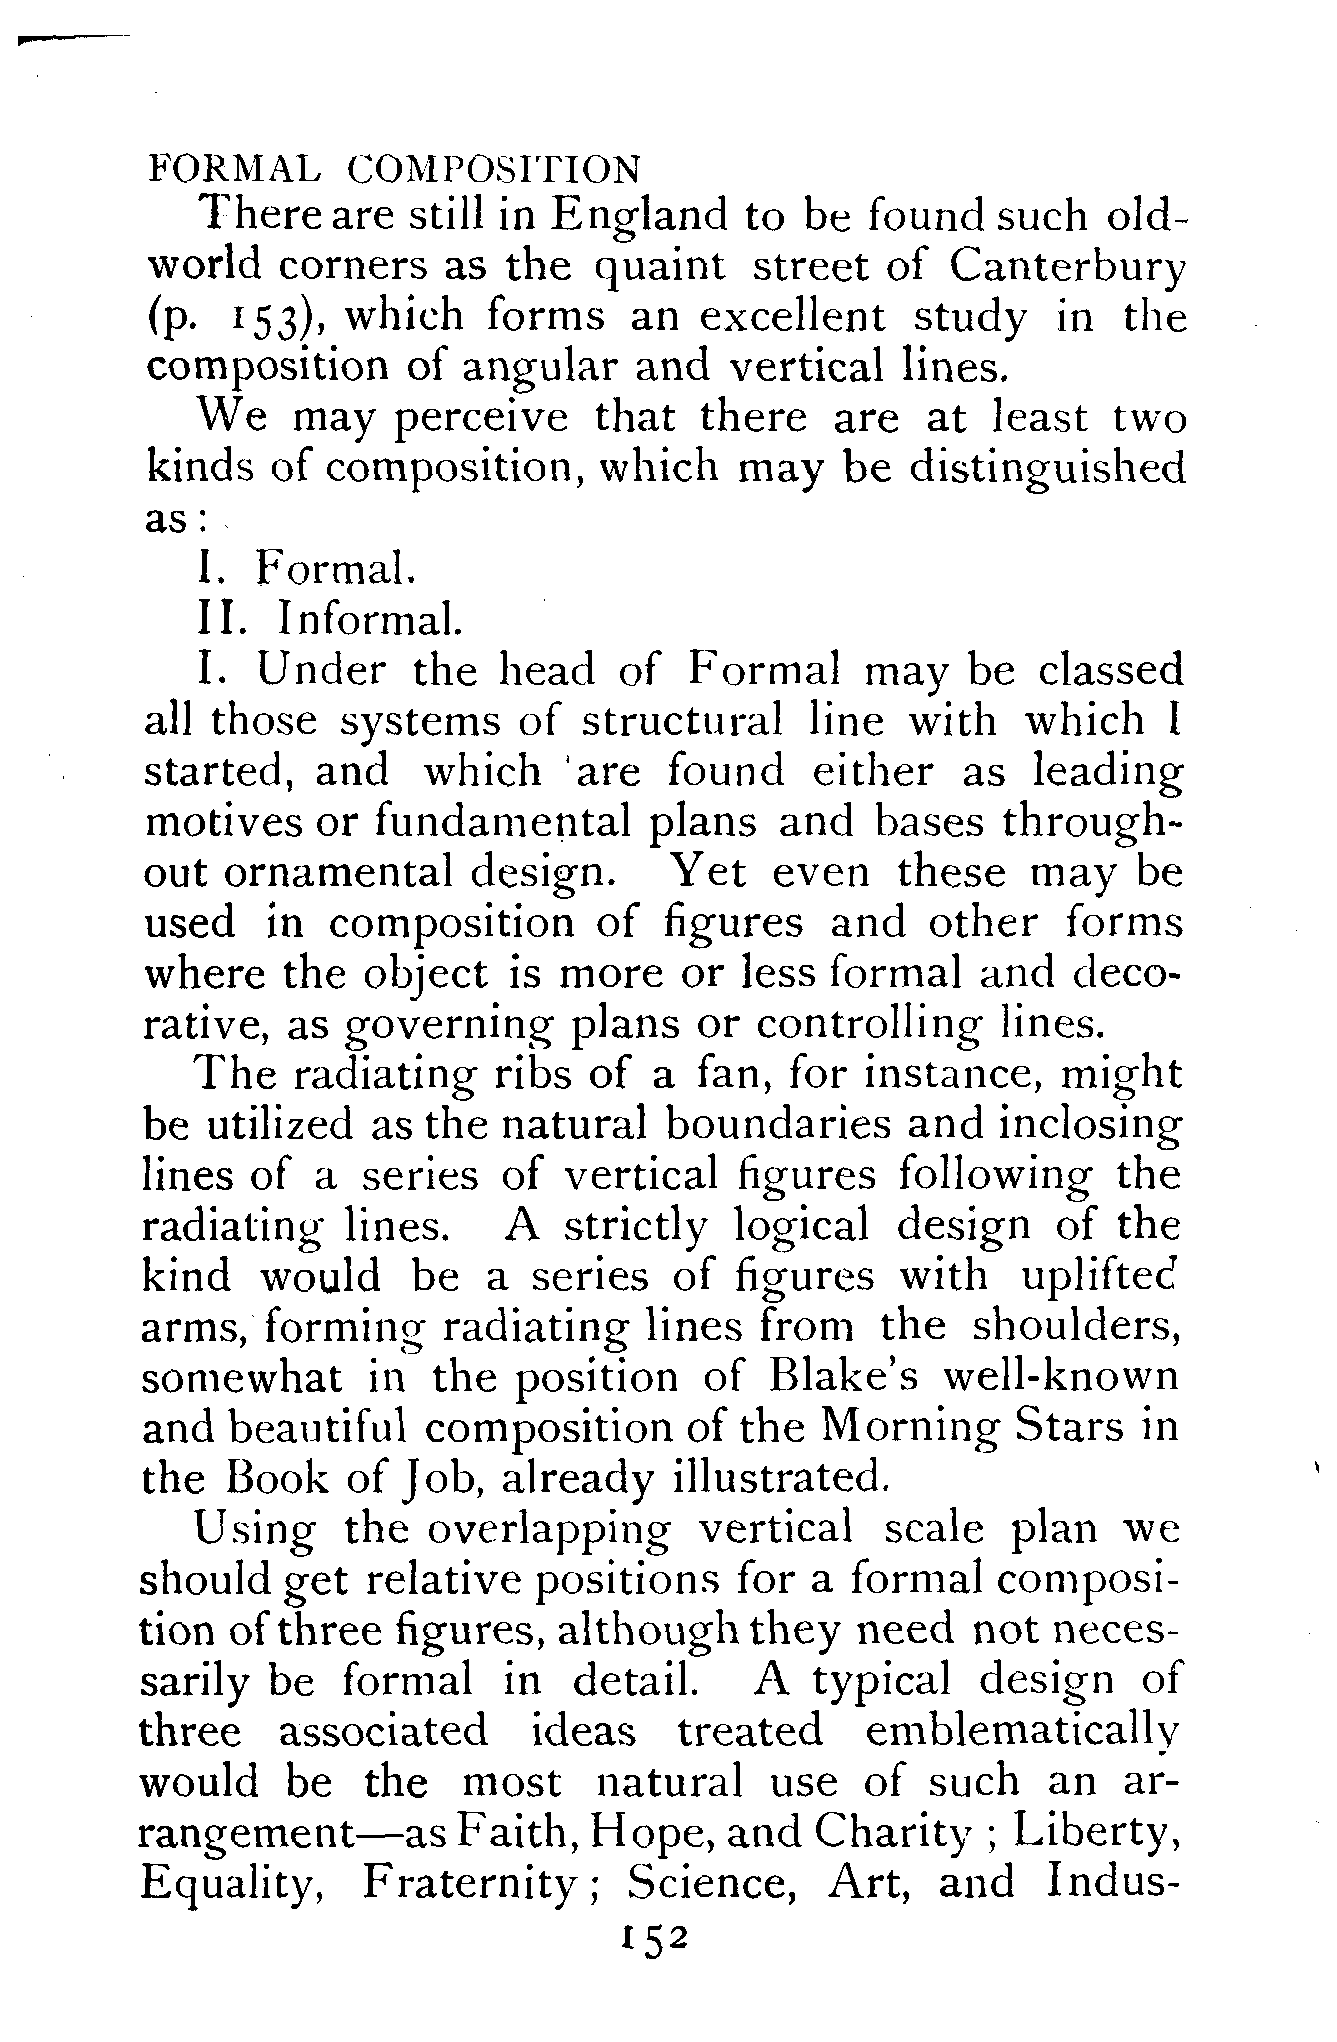 FORMAL COMPOSITION
There are still in England to be found such old-
world corners as the quaint street of Canterbury
(p. 153), which forms an excellent study in the
composition of angular and vertical lines.
We may perceive that there are at least two
kinds of composition, which may be distinguished
as :
I. Formal.
II. Informal.
I. Under the head of Formal may be classed
all those systems of structural line with which I
started, and which are found either as leading
motives or fundamental plans and bases through-
out ornamental design. Yet even these may be
used in composition of figures and other forms
where the object is more or less formal and deco-
rative, as governing plans or controlling lines.
The radiating ribs of a fan, for instance, might
be utilized as the natural boundaries and inclosing
lines of a series of vertical figures following the
radiating lines. A strictly logical design of the
kind would be a series of figures with uplifted
arms, forming radiating lines from the shoulders,
somewhat in the position of Blake's well-known
and beautiful composition of the Morning Stars in
the Book of Job, already illustrated.
Using the overlapping vertical scale plan we
should get relative positions for a formal composi-
tion of three figures, although they need not neces-
sarily be formal in detail. A typical design of
three associated ideas treated emblematically
would be the most natural use of such an ar-
rangement—as Faith, Hope, and Charity ; Liberty,
Equality, Fraternity ; Science, Art, and Indus-
152